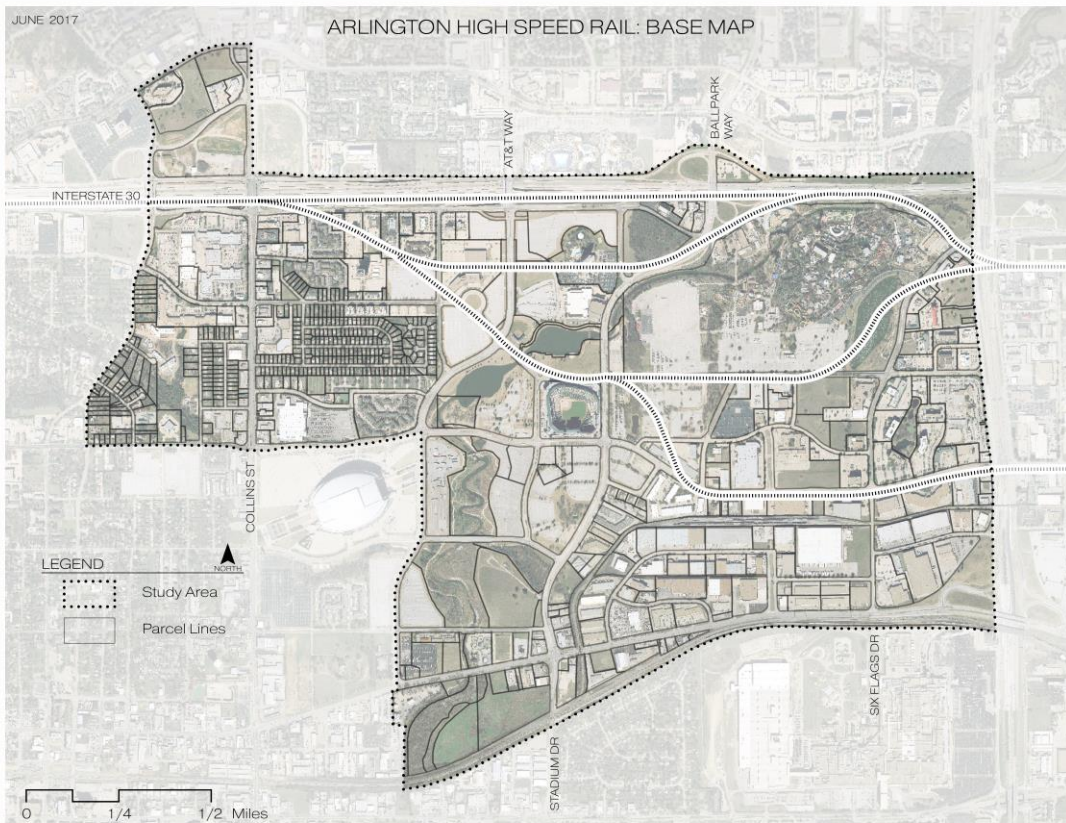 JUNE 2017
ARLINGTON HIGH SPEED RAIL: BASE MAP
AT&T WAY
BALLPARK
WAY
INTERSTATE 30
COLLINS ST
LEGEND
NORTH
Study Area
Parcel Lines
SIX FLAGS DR
STADIUM DR
0 1/4 1/2 Miles